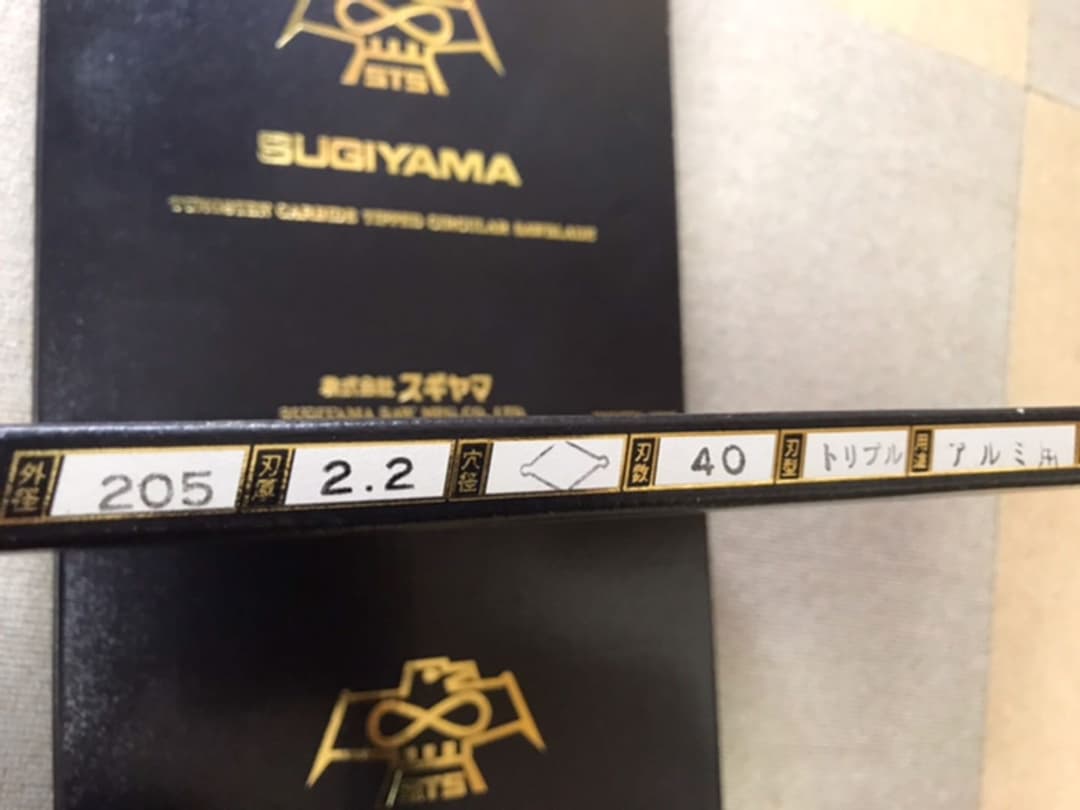 STS
SUGIYAMA
TUNGSTEN CARBIDE TIPPED CIRCULAR SAWBLADE
株式会社 スギヤマ
SUGIYAMA SAW MFG.CO.,LTD.
外径 205 刃厚 2.2 穴径 刃数 40 刃型 トリプル 用途 アルミ用
STS